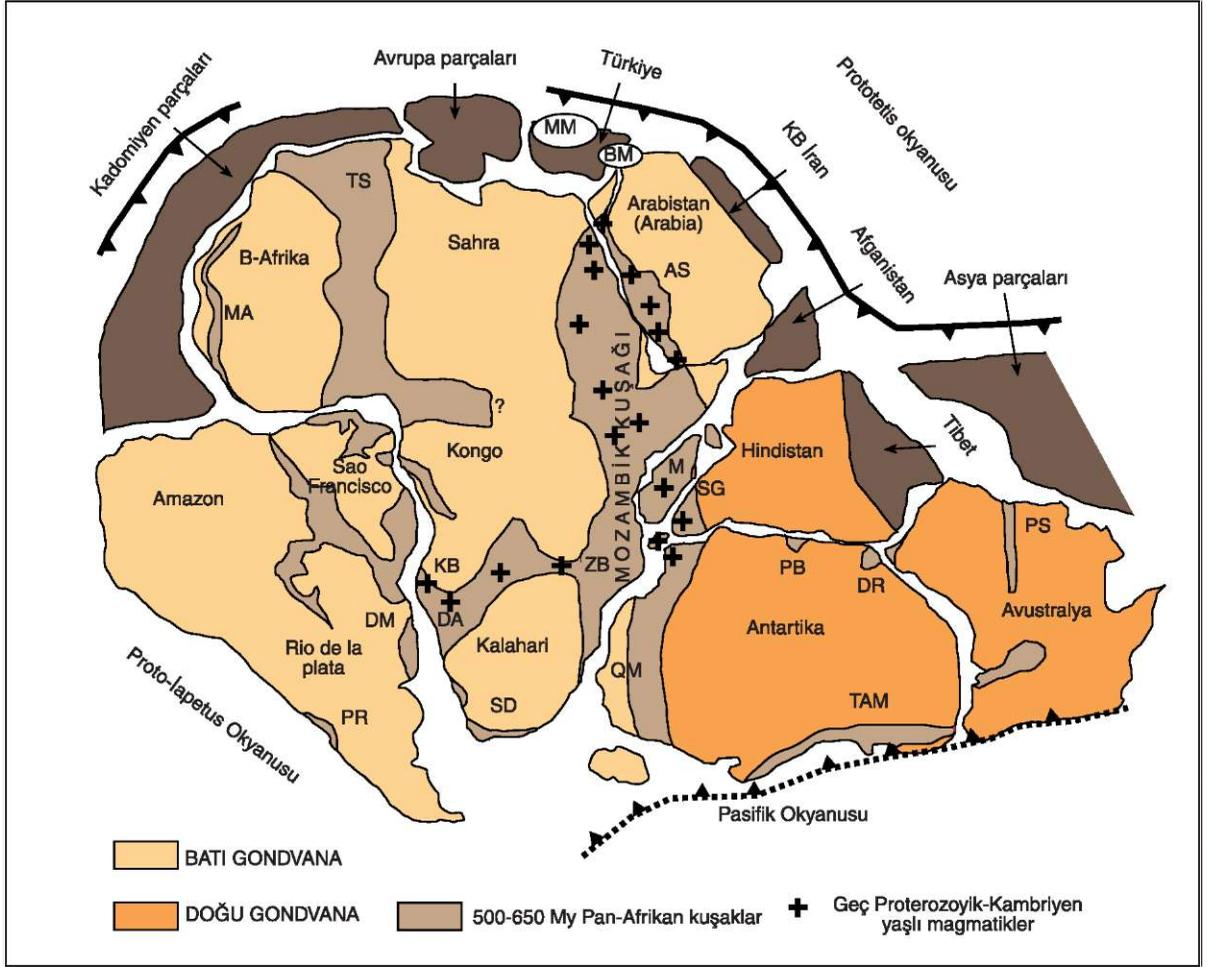 Avrupa parçaları
Türkiye
Kadomiyen parçaları
Prototetis okyanusu
MM
BM
KB İran
TS
Arabistan
(Arabia)
Sahra
B-Afrika
AS
Afganistan
Asya parçaları
MA
MOZAMBİK KUŞAĞI
?
Kongo
Hindistan
Tibet
Sao
Francisco
Amazon
M
SG
PS
KB
ZB
PB
DR
DM
DA
Avustralya
Antartika
Kalahari
Rio de la
plata
QM
Proto-Iapetus Okyanusu
SD
TAM
PR
Pasifik Okyanusu
BATI GONDVANA
DOĞU GONDVANA
500-650 My Pan-Afrikan kuşaklar
Geç Proterozoyik-Kambriyen
yaşlı magmatikler